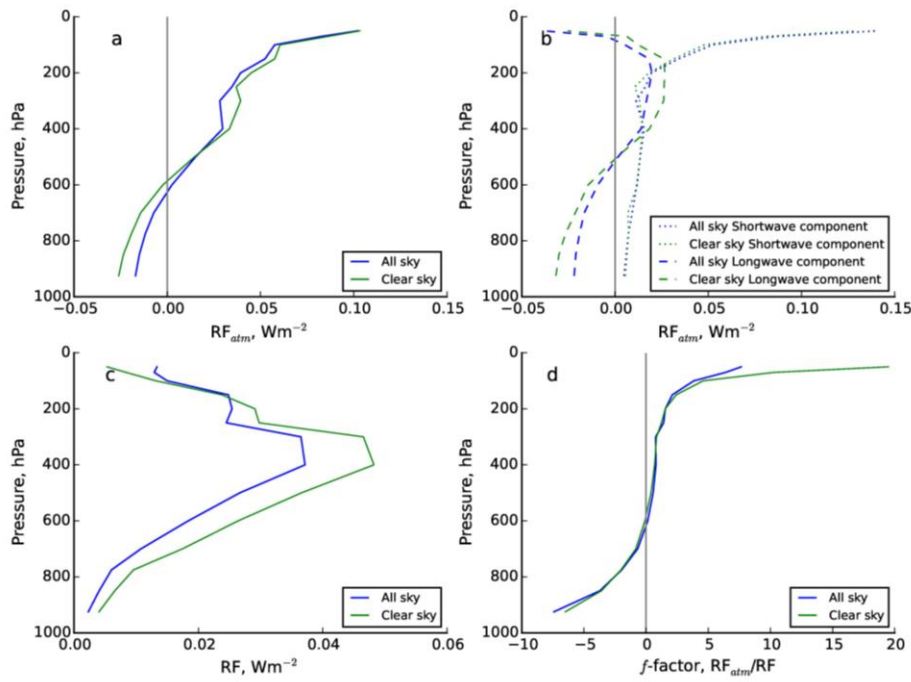 a
0
200
400
600
800
1000
Pressure, hPa
−0.05
0.00
0.05
0.10
0.15
RF_atm, Wm⁻²
All sky
Clear sky
b
0
200
400
600
800
1000
Pressure, hPa
−0.05
0.00
0.05
0.10
0.15
RF_atm, Wm⁻²
All sky Shortwave component
Clear sky Shortwave component
All sky Longwave component
Clear sky Longwave component
c
0
200
400
600
800
1000
Pressure, hPa
0.00
0.02
0.04
0.06
RF, Wm⁻²
All sky
Clear sky
d
0
200
400
600
800
1000
Pressure, hPa
−10
−5
0
5
10
15
20
f-factor, RF_atm/RF
All sky
Clear sky